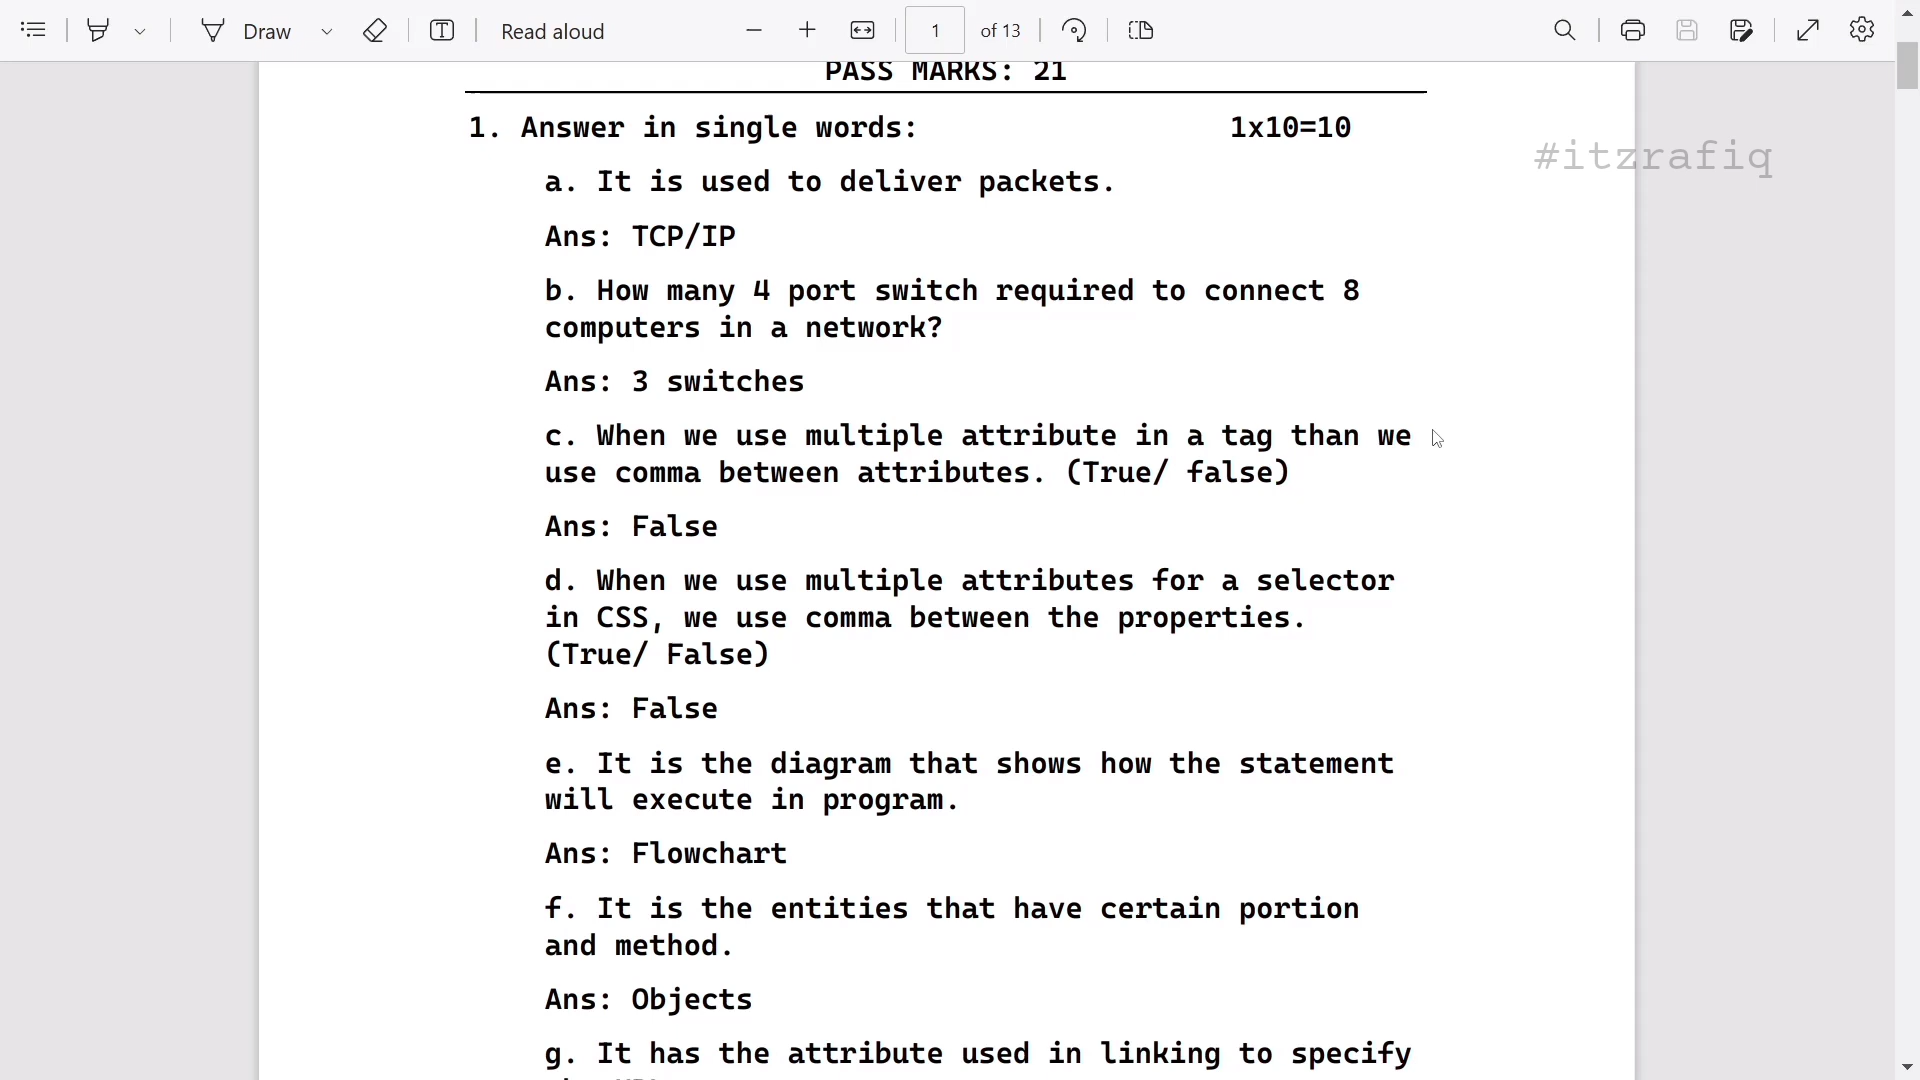 Draw
Read aloud
1
of 13
PASS MARKS: 21
1. Answer in single words: 1x10=10
#itzrafiq
a. It is used to deliver packets.
Ans: TCP/IP
b. How many 4 port switch required to connect 8
computers in a network?
Ans: 3 switches
c. When we use multiple attribute in a tag than we
use comma between attributes. (True/ false)
Ans: False
d. When we use multiple attributes for a selector
in CSS, we use comma between the properties.
(True/ False)
Ans: False
e. It is the diagram that shows how the statement
will execute in program.
Ans: Flowchart
f. It is the entities that have certain portion
and method.
Ans: Objects
g. It has the attribute used in linking to specify